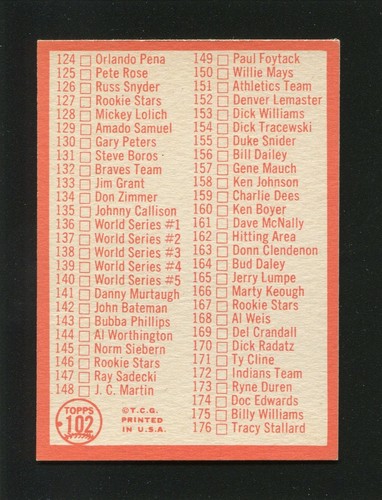 124 Orlando Pena
125 Pete Rose
126 Russ Snyder
127 Rookie Stars
128 Mickey Lolich
129 Amado Samuel
130 Gary Peters
131 Steve Boros
132 Braves Team
133 Jim Grant
134 Don Zimmer
135 Johnny Callison
136 World Series #1
137 World Series #2
138 World Series #3
139 World Series #4
140 World Series #5
141 Danny Murtaugh
142 John Bateman
143 Bubba Phillips
144 Al Worthington
145 Norm Siebern
146 Rookie Stars
147 Ray Sadecki
148 J. C. Martin
TOPPS
102
©T.C.G.
PRINTED
IN U.S.A.
149 Paul Foytack
150 Willie Mays
151 Athletics Team
152 Denver Lemaster
153 Dick Williams
154 Dick Tracewski
155 Duke Snider
156 Bill Dailey
157 Gene Mauch
158 Ken Johnson
159 Charlie Dees
160 Ken Boyer
161 Dave McNally
162 Hitting Area
163 Donn Clendenon
164 Bud Daley
165 Jerry Lumpe
166 Marty Keough
167 Rookie Stars
168 Al Weis
169 Del Crandall
170 Dick Radatz
171 Ty Cline
172 Indians Team
173 Ryne Duren
174 Doc Edwards
175 Billy Williams
176 Tracy Stallard